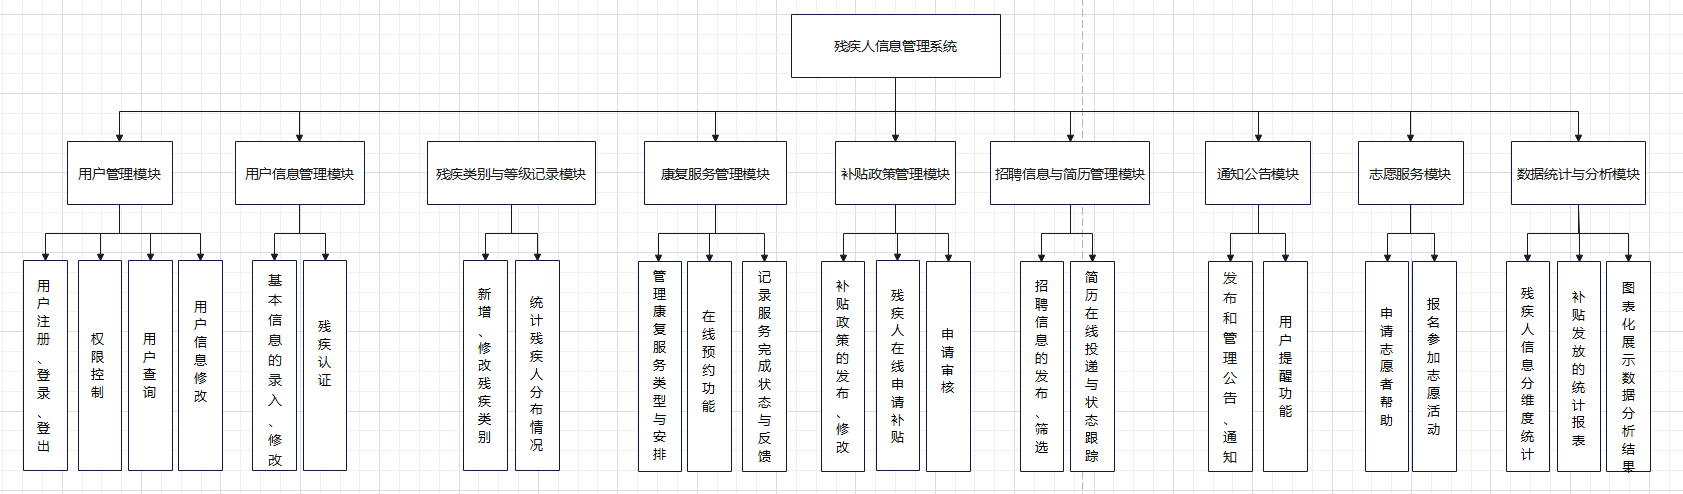 残疾人信息管理系统
用户管理模块
用户信息管理模块
残疾类别与等级记录模块
康复服务管理模块
补贴政策管理模块
招聘信息与简历管理模块
通知公告模块
志愿服务模块
数据统计与分析模块
用户注册、登录、登出
权限控制
用户查询
用户信息修改
基本信息的录入、修改
残疾认证
新增、修改残疾类别
统计残疾人分布情况
管理康复服务类型与安排
在线预约功能
记录服务完成状态与反馈
补贴政策的发布、修改
残疾人在线申请补贴
申请审核
招聘信息的发布、筛选
简历在线投递与状态跟踪
发布和管理公告、通知
用户提醒功能
申请志愿者帮助
报名参加志愿活动
残疾人信息分维度统计
补贴发放的统计报表
图表化展示数据分析结果